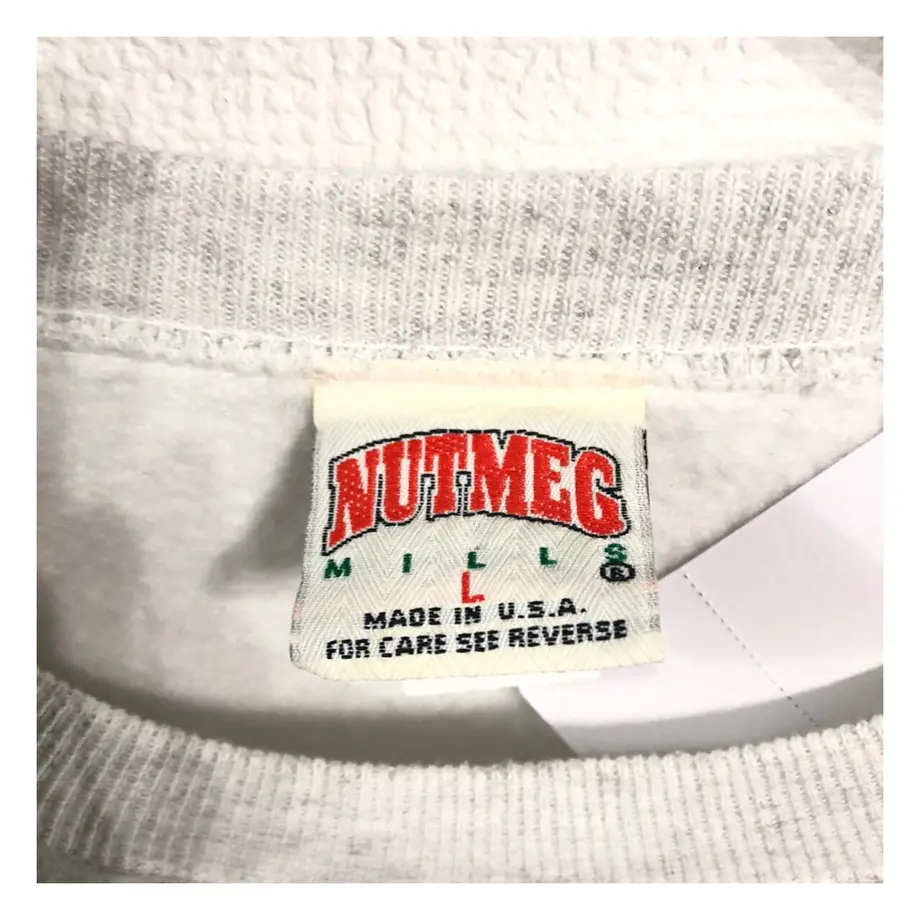 NUTMEG
MILLS ®
L
MADE IN U.S.A.
FOR CARE SEE REVERSE